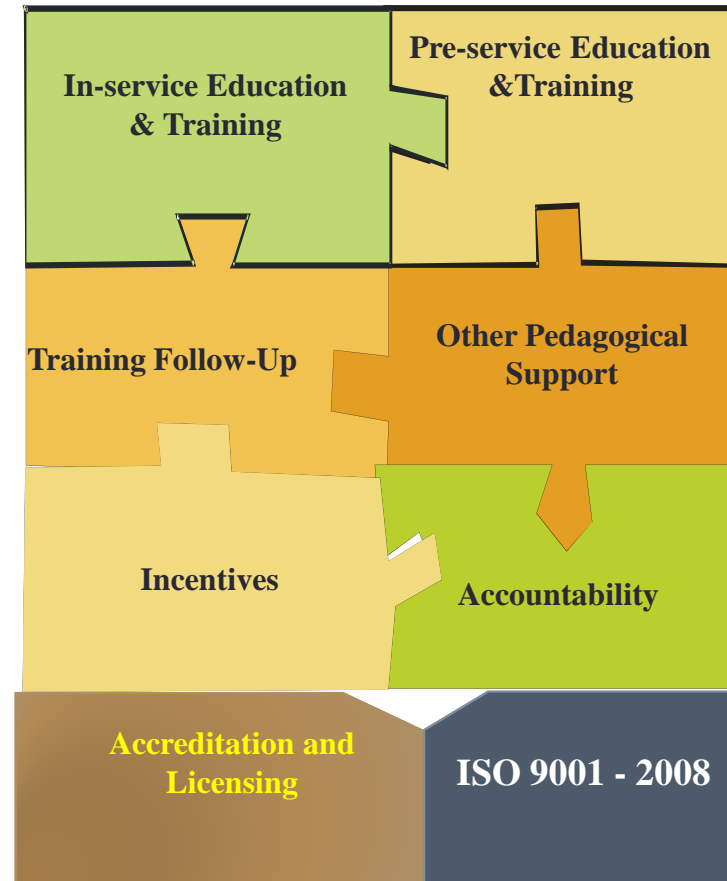 In-service Education
& Training
Pre-service Education
&Training
Training Follow-Up
Other Pedagogical
Support
Incentives
Accountability
Accreditation and
Licensing
ISO 9001 - 2008